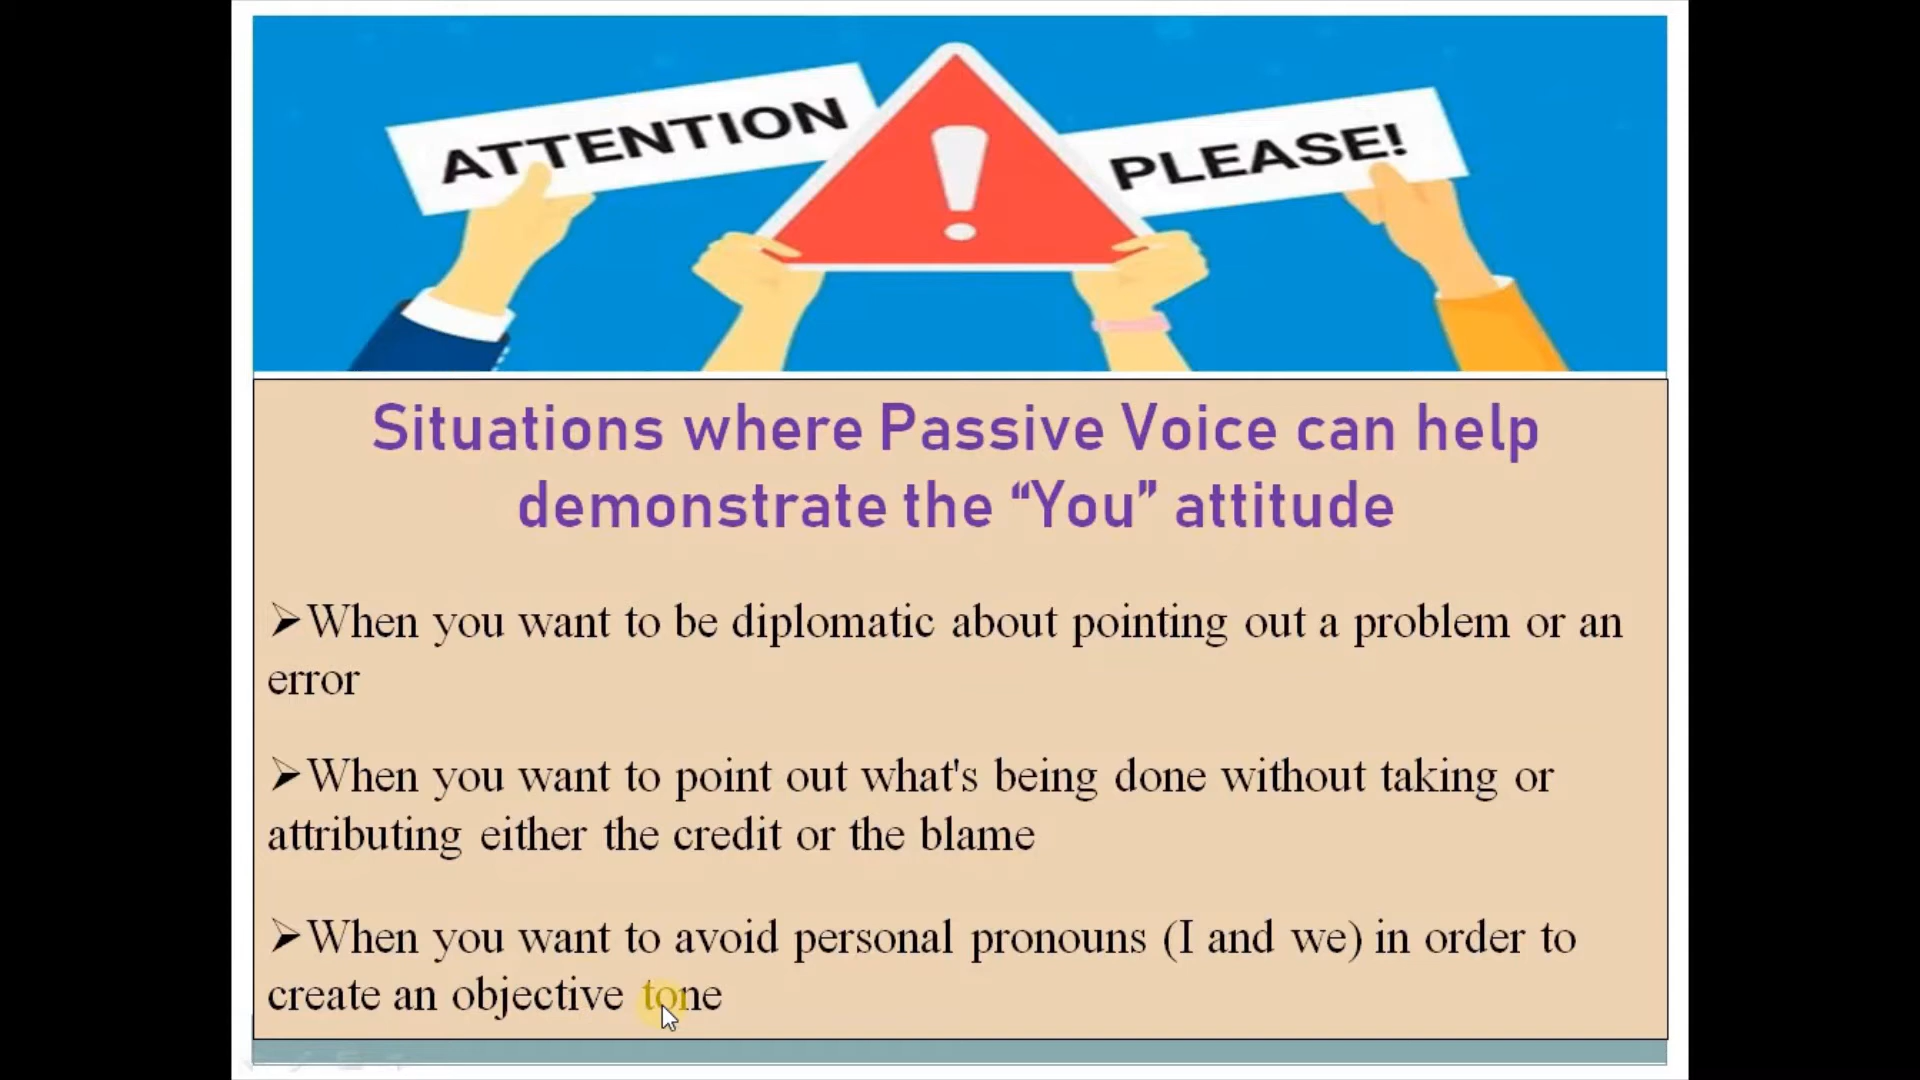 ATTENTION
PLEASE!
Situations where Passive Voice can help
demonstrate the “You” attitude
➢When you want to be diplomatic about pointing out a problem or an
error
➢When you want to point out what's being done without taking or
attributing either the credit or the blame
➢When you want to avoid personal pronouns (I and we) in order to
create an objective tone